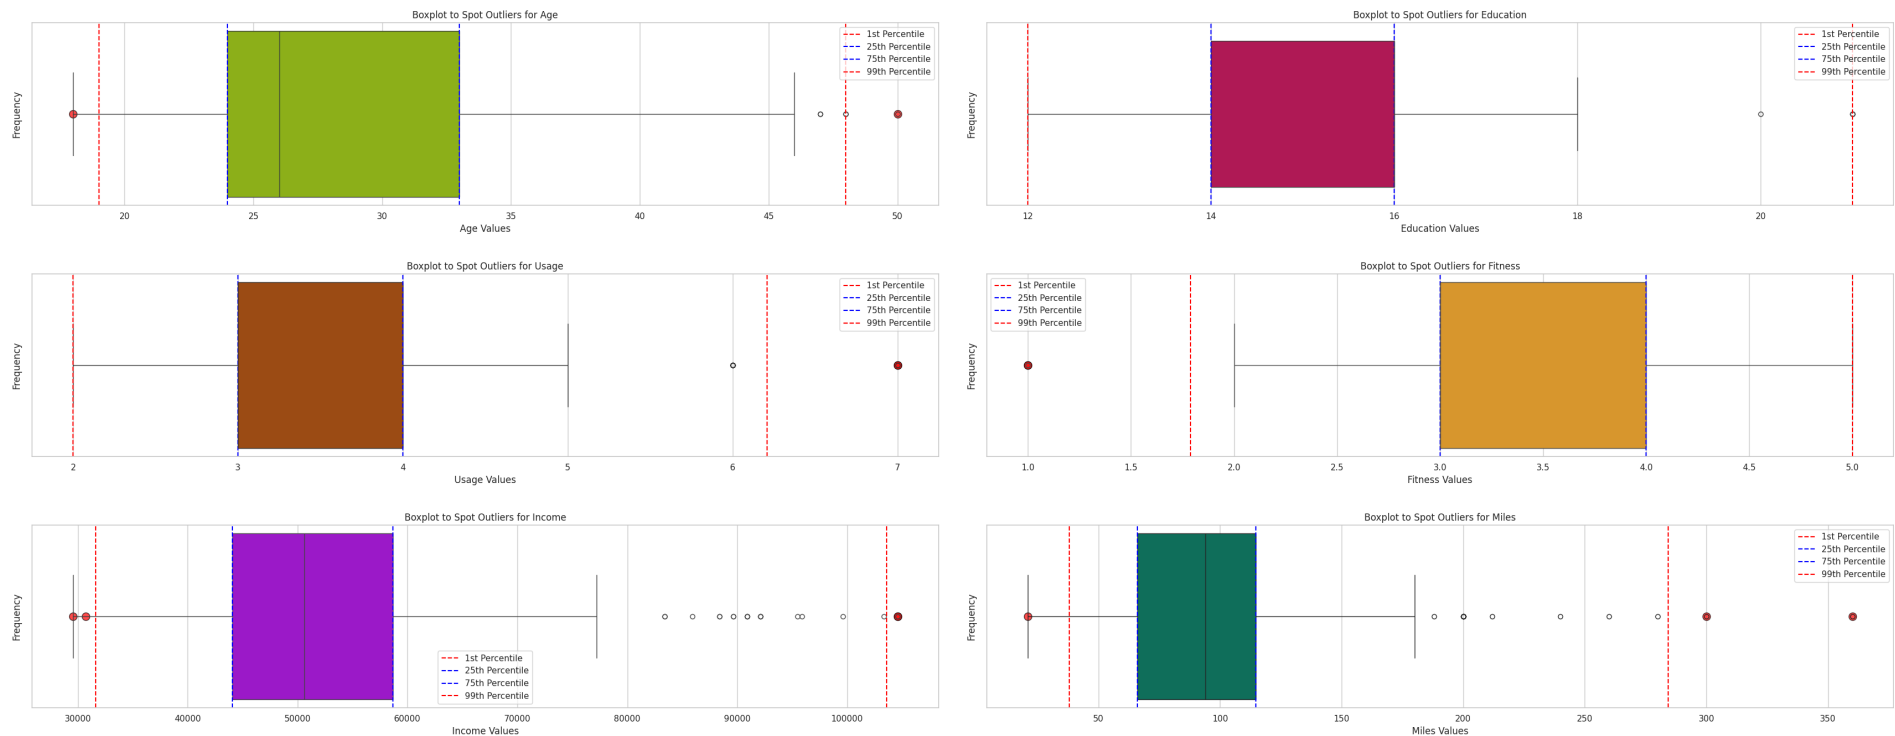 Boxplot to Spot Outliers for Age
1st Percentile
25th Percentile
75th Percentile
99th Percentile
Frequency
20 25 30 35 40 45 50
Age Values
Boxplot to Spot Outliers for Education
1st Percentile
25th Percentile
75th Percentile
99th Percentile
Frequency
12 14 16 18 20
Education Values
Boxplot to Spot Outliers for Usage
1st Percentile
25th Percentile
75th Percentile
99th Percentile
Frequency
2 3 4 5 6 7
Usage Values
Boxplot to Spot Outliers for Fitness
1st Percentile
25th Percentile
75th Percentile
99th Percentile
Frequency
1.0 1.5 2.0 2.5 3.0 3.5 4.0 4.5 5.0
Fitness Values
Boxplot to Spot Outliers for Income
Frequency
1st Percentile
25th Percentile
75th Percentile
99th Percentile
30000 40000 50000 60000 70000 80000 90000 100000
Income Values
Boxplot to Spot Outliers for Miles
1st Percentile
25th Percentile
75th Percentile
99th Percentile
Frequency
50 100 150 200 250 300 350
Miles Values